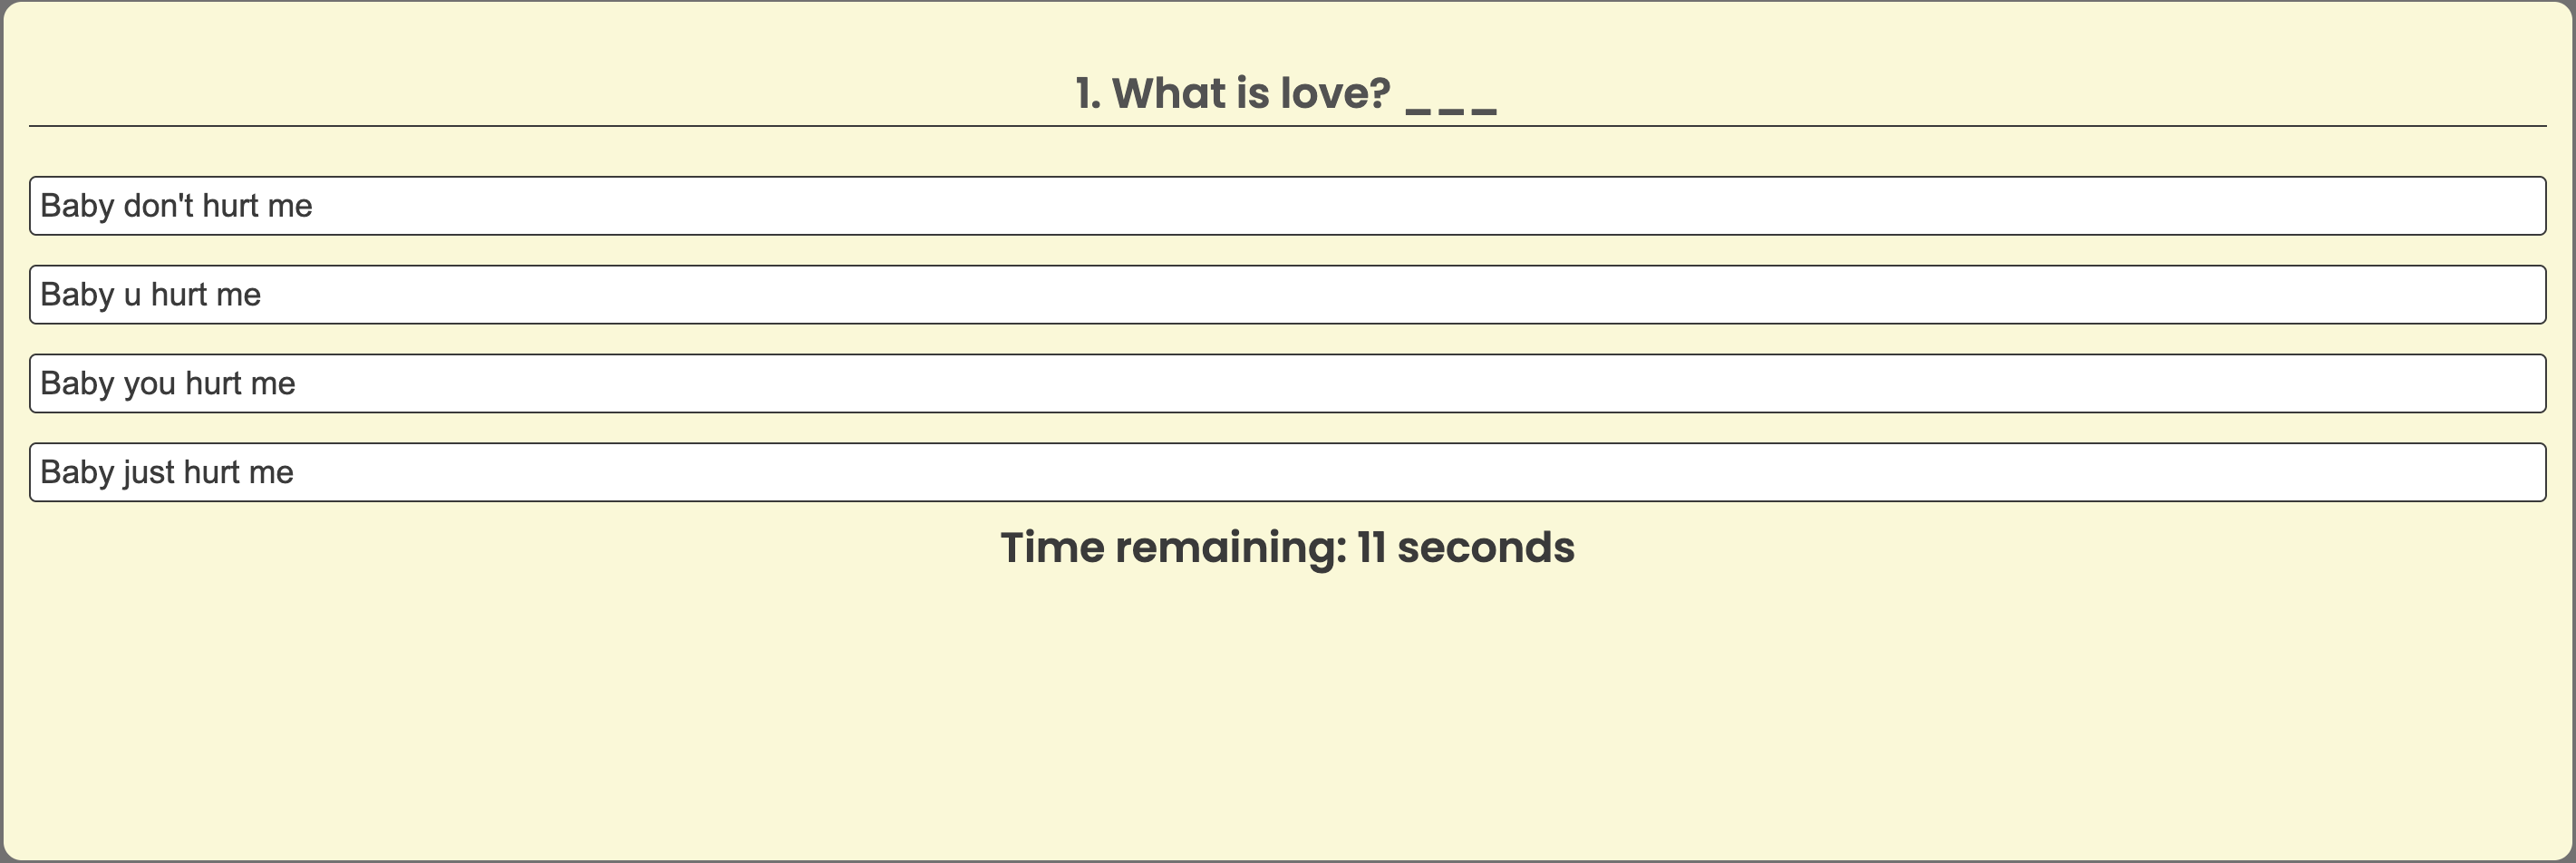 1. What is love? _ _ _
Baby don't hurt me
Baby u hurt me
Baby you hurt me
Baby just hurt me
Time remaining: 11 seconds